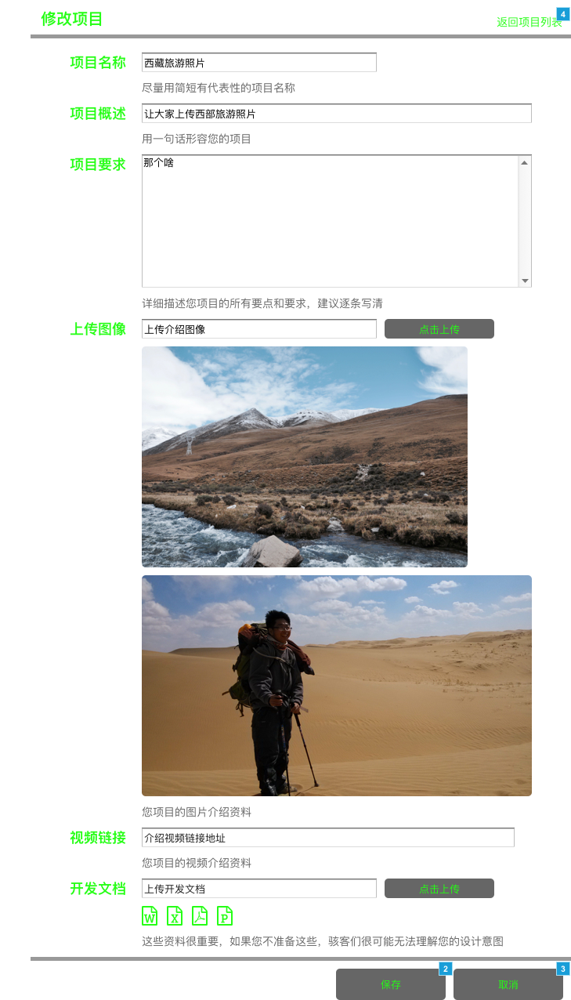 修改项目
返回项目列表
4
项目名称
西藏旅游照片
尽量用简短有代表性的项目名称
项目概述
让大家上传西部旅游照片
用一句话形容您的项目
项目要求
那个啥
详细描述您项目的所有要点和要求，建议逐条写清
上传图像
上传介绍图像
点击上传
您项目的图片介绍资料
视频链接
介绍视频链接地址
您项目的视频介绍资料
开发文档
上传开发文档
点击上传
W X P
这些资料很重要，如果您不准备这些，骇客们很可能无法理解您的设计意图
保存
2
取消
3